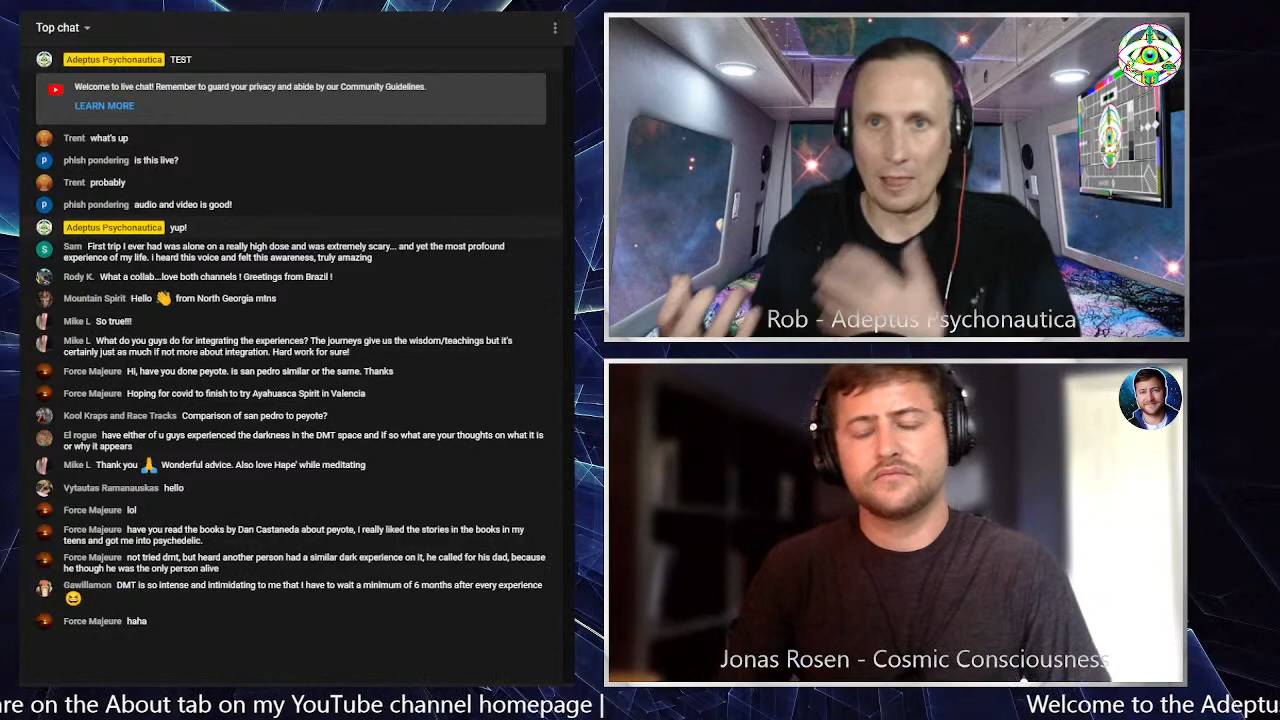 Top chat
Adeptus Psychonautica TEST
Welcome to live chat! Remember to guard your privacy and abide by our Community Guidelines.
LEARN MORE
Trent what's up
phish pondering is this live?
Trent probably
phish pondering audio and video is good!
Adeptus Psychonautica yup!
Sam First trip I ever had was alone on a really high dose and was extremely scary... and yet the most profound
experience of my life. i heard this voice and felt this awareness, truly amazing
Rody K. What a collab...love both channels ! Greetings from Brazil !
Mountain Spirit Hello 👋 from North Georgia mtns
Mike L So true!!!
Mike L What do you guys do for integrating the experiences? The journeys give us the wisdom/teachings but it's
certainly just as much if not more about integration. Hard work for sure!
Force Majeure Hi, have you done peyote. is san pedro similar or the same. Thanks
Force Majeure Hoping for covid to finish to try Ayahuasca Spirit in Valencia
Kool Kraps and Race Tracks Comparison of san pedro to peyote?
El rogue have either of u guys experienced the darkness in the DMT space and if so what are your thoughts on what it is
or why it appears
Mike L Thank you 🙏 Wonderful advice. Also love Hape' while meditating
Vytautas Ramanauskas hello
Force Majeure lol
Force Majeure have you read the books by Dan Castaneda about peyote, i really liked the stories in the books in my
teens and got me into psychedelic.
Force Majeure not tried dmt, but heard another person had a similar dark experience on it, he called for his dad, because
he though he was the only person alive
Gawillamon DMT is so intense and intimidating to me that I have to wait a minimum of 6 months after every experience
😆
Force Majeure haha
Rob - Adeptus Psychonautica
Jonas Rosen - Cosmic Consciousness
are on the About tab on my YouTube channel homepage | Welcome to the Adeptu